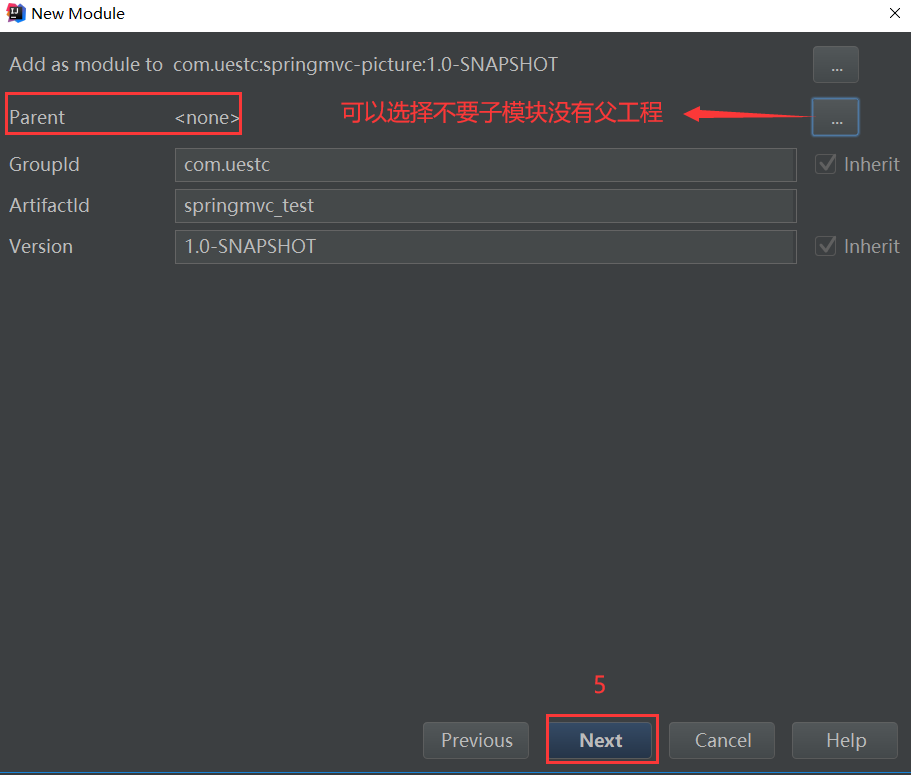 New Module
Add as module to com.uestc:springmvc-picture:1.0-SNAPSHOT ...
Parent <none> 可以选择不要子模块没有父工程 ...
GroupId com.uestc Inherit
ArtifactId springmvc_test
Version 1.0-SNAPSHOT Inherit
5
Previous Next Cancel Help